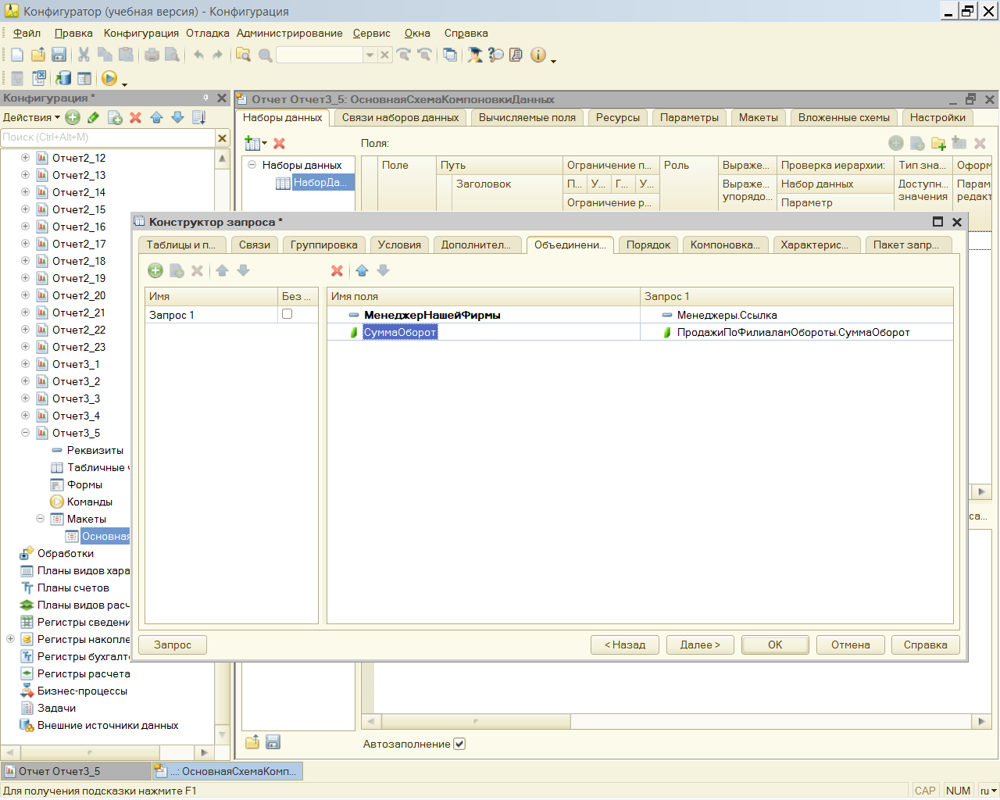 Конфигуратор (учебная версия) - Конфигурация
Файл Правка Конфигурация Отладка Администрирование Сервис Окна Справка
Конфигурация *
Действия
Поиск (Ctrl+Alt+M)
Отчет2_12
Отчет2_13
Отчет2_14
Отчет2_15
Отчет2_16
Отчет2_17
Отчет2_18
Отчет2_19
Отчет2_20
Отчет2_21
Отчет2_22
Отчет2_23
Отчет3_1
Отчет3_2
Отчет3_3
Отчет3_4
Отчет3_5
Реквизиты
Табличные
Формы
Команды
Макеты
Основная
Обработки
Планы видов хара
Планы счетов
Планы видов расч
Регистры сведени
Регистры накопле
Регистры бухгалт
Регистры расчета
Бизнес-процессы
Задачи
Внешние источники данных
Отчет Отчет3_5: ОсновнаяСхемаКомпоновкиДанных
Наборы данных Связи наборов данных Вычисляемые поля Ресурсы Параметры Макеты Вложенные схемы Настройки
Поля:
Наборы данных
НаборДа...
Поле Путь Ограничение п... Роль Выраже... Проверка иерархии: Тип зна... Оформ
Заголовок П... У... Г... У... Выраже... упорядо... Набор данных Доступн... значения Парам редакт
Ограничение р... Параметр
са...
Конструктор запроса *
Таблицы и п... Связи Группировка Условия Дополнител... Объединени... Порядок Компоновка... Характерис... Пакет запр...
Имя Без ... Имя поля Запрос 1
Запрос 1 МенеджерНашейФирмы Менеджеры.Ссылка
СуммаОборот ПродажиПоФилиаламОбороты.СуммаОборот
Запрос < Назад Далее > OK Отмена Справка
Автозаполнение
Отчет Отчет3_5 ...: ОсновнаяСхемаКомп...
Для получения подсказки нажмите F1 CAP NUM ru